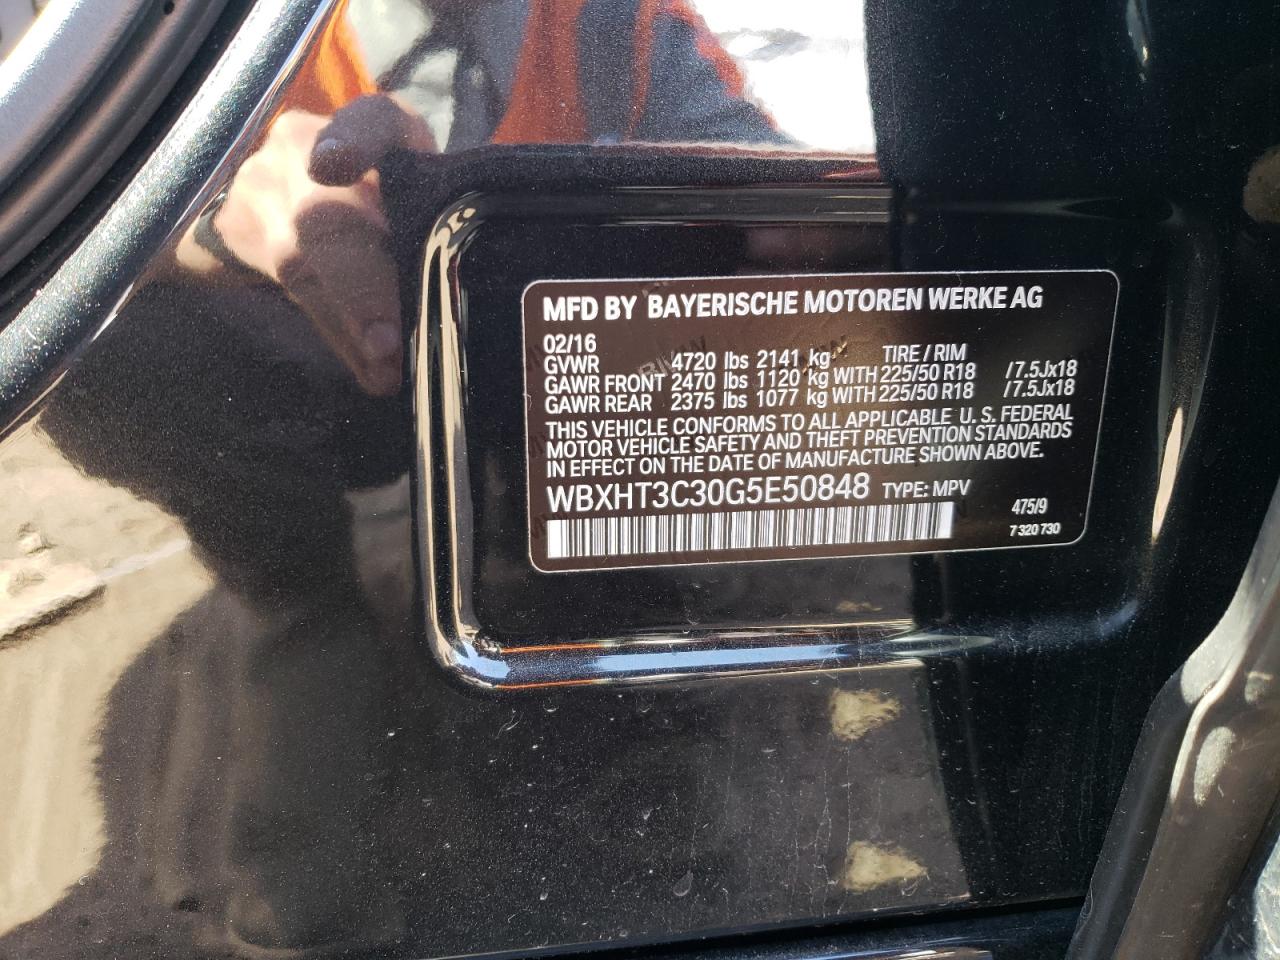 MFD BY BAYERISCHE MOTOREN WERKE AG
02/16
GVWR 4720 lbs 2141 kg TIRE / RIM
GAWR FRONT 2470 lbs 1120 kg WITH 225/50 R18 /7.5Jx18
GAWR REAR 2375 lbs 1077 kg WITH 225/50 R18 /7.5Jx18
THIS VEHICLE CONFORMS TO ALL APPLICABLE U. S. FEDERAL
MOTOR VEHICLE SAFETY AND THEFT PREVENTION STANDARDS
IN EFFECT ON THE DATE OF MANUFACTURE SHOWN ABOVE.
WBXHT3C30G5E50848 TYPE: MPV
475/9
7 320 730